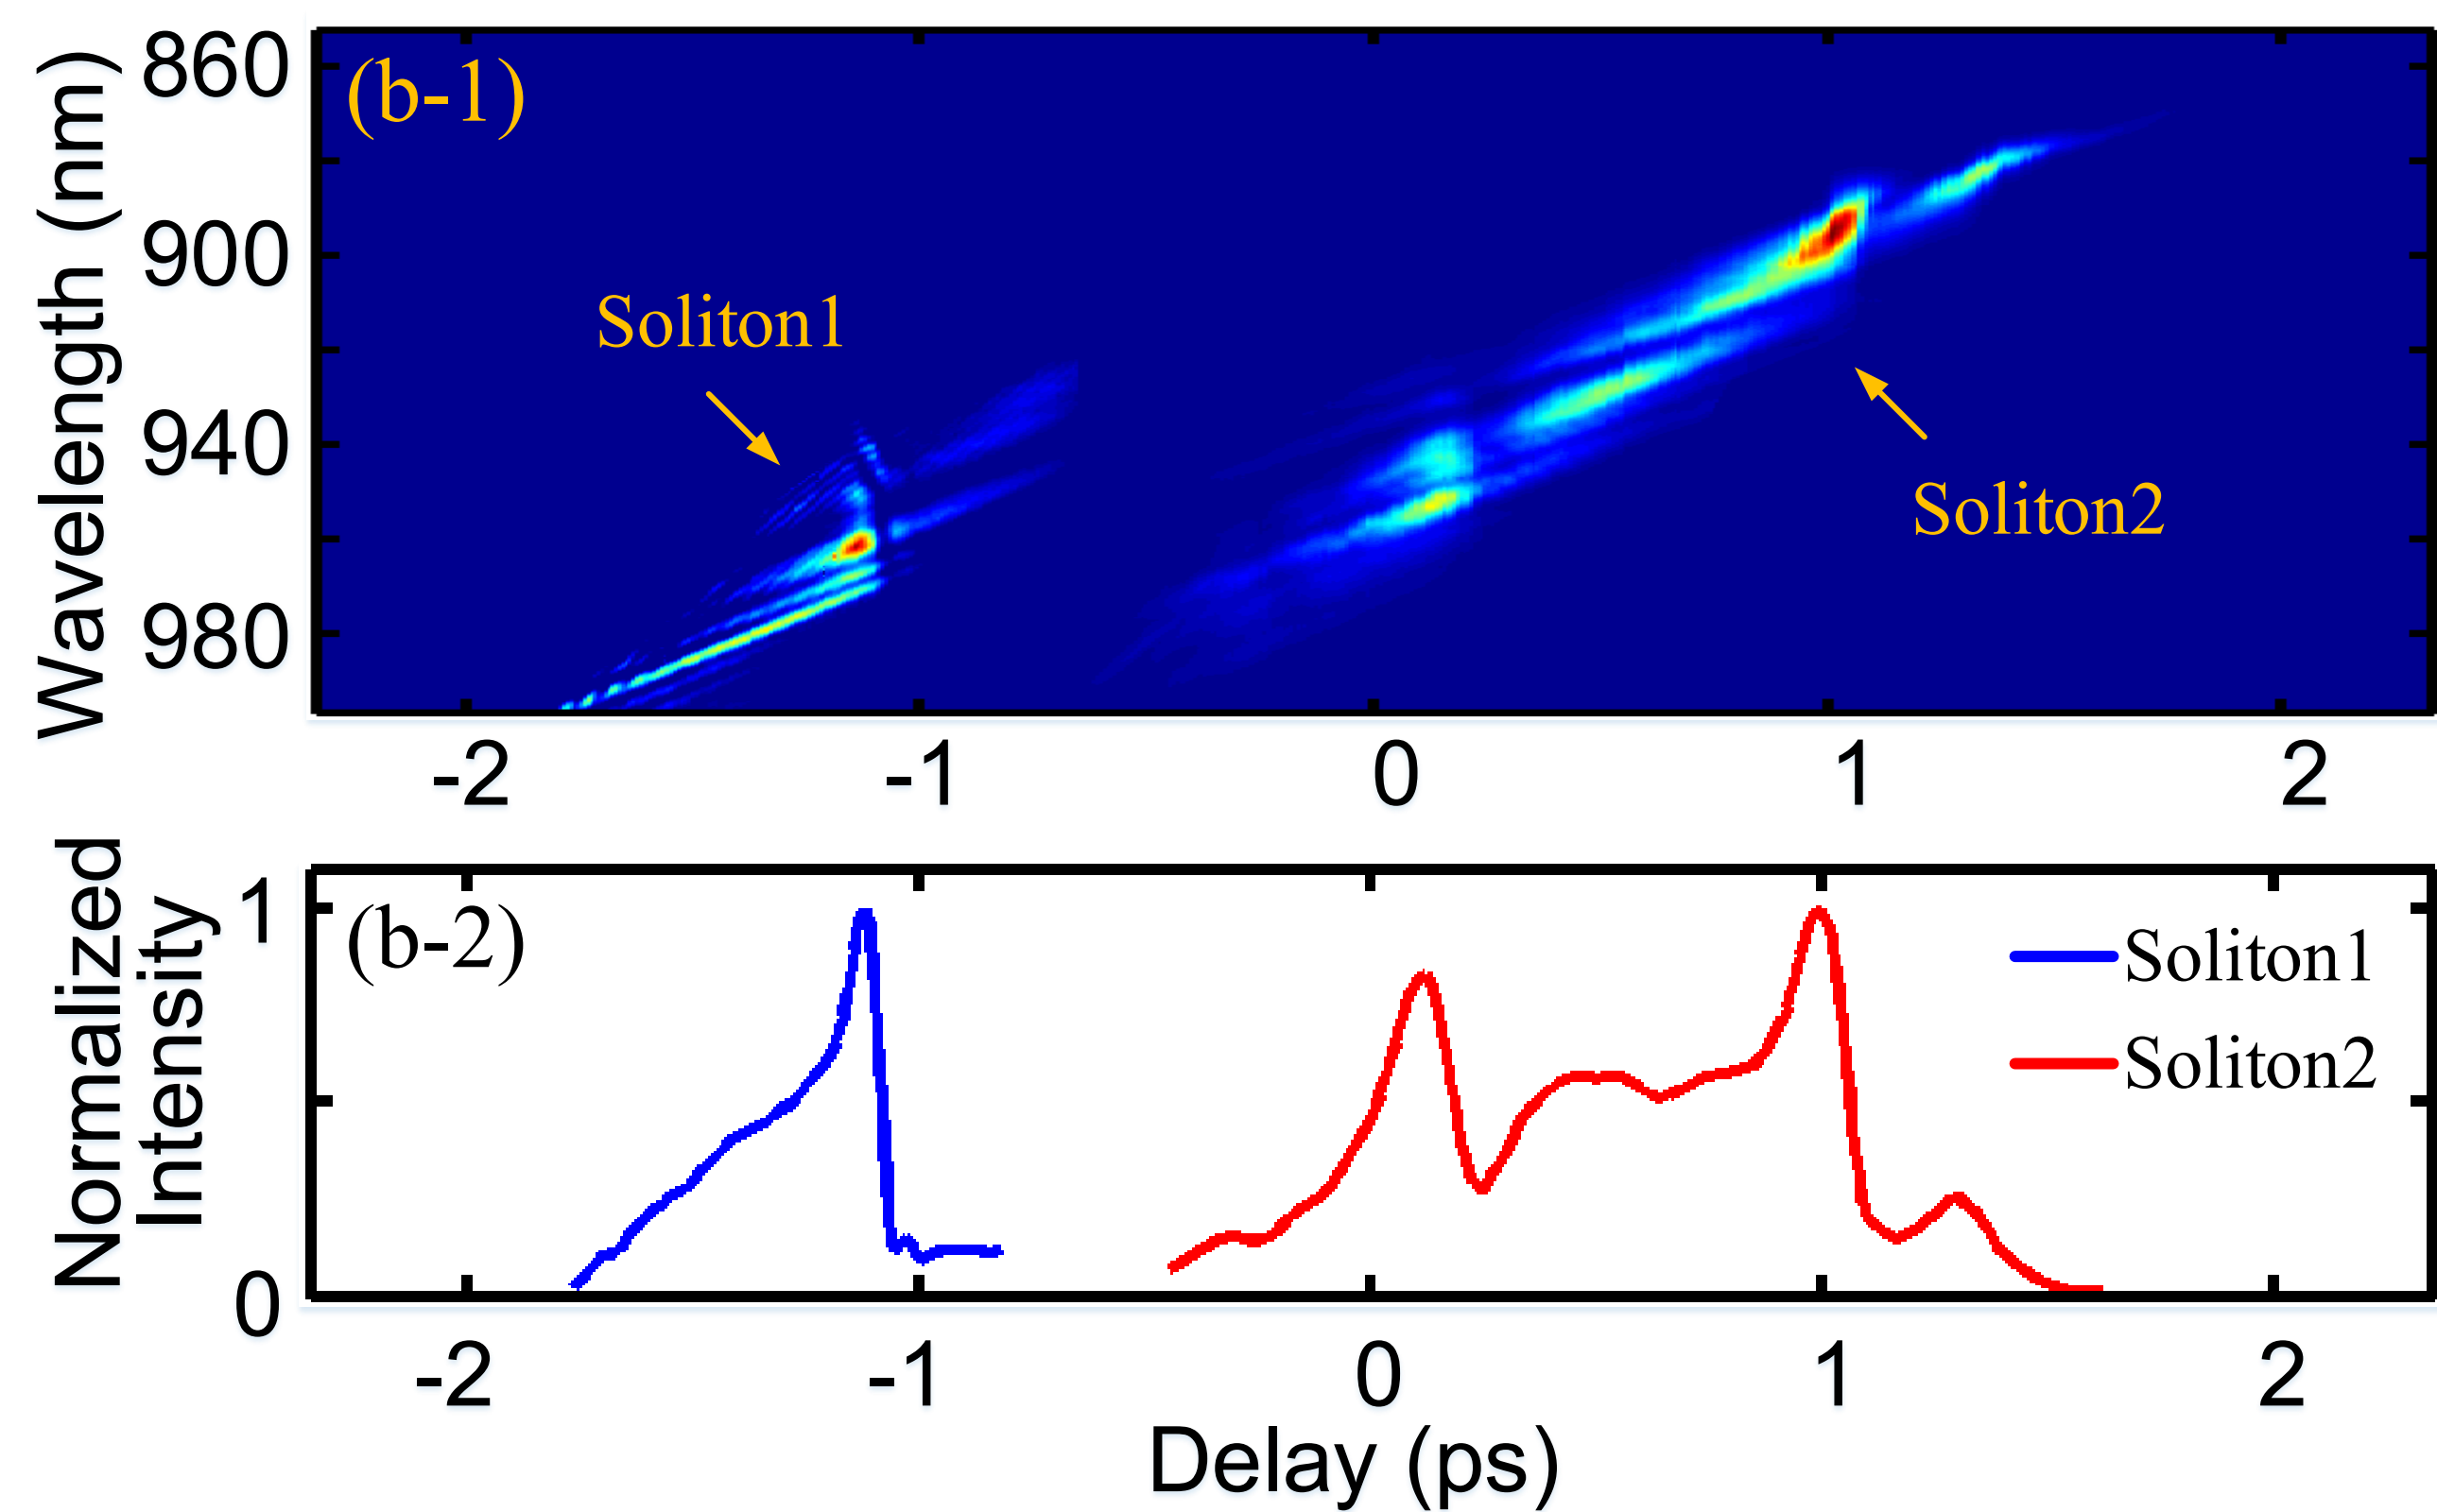 Wavelength (nm)
860
900
940
980
(b-1)
Soliton1
Soliton2
-2 -1 0 1 2
Normalized
Intensity
1
0
(b-2)
Soliton1
Soliton2
-2 -1 0 1 2
Delay (ps)